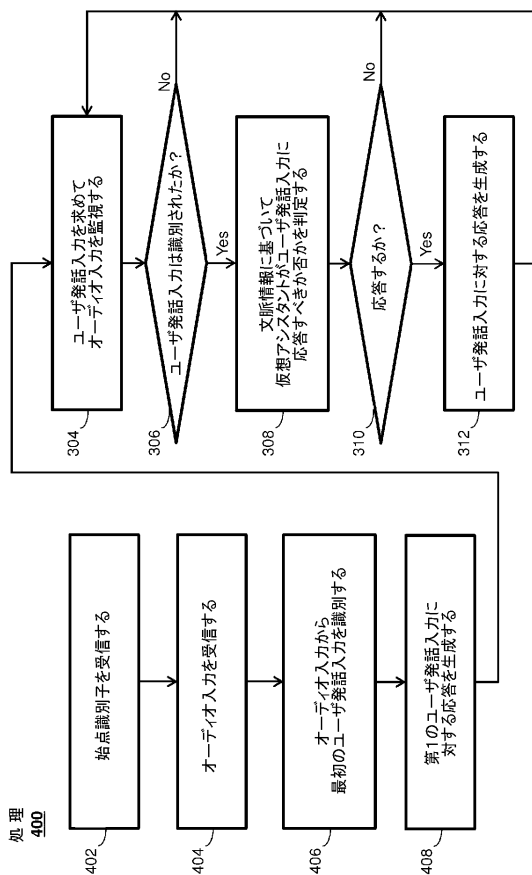 処理
400
402
始点識別子を受信する
404
オーディオ入力を受信する
406
オーディオ入力から
最初のユーザ発話入力を識別する
408
第1のユーザ発話入力に
対する応答を生成する
304
ユーザ発話入力を求めて
オーディオ入力を監視する
306
ユーザ発話入力は識別されたか?
No
Yes
308
文脈情報に基づいて
仮想アシスタントがユーザ発話入力に
応答すべきか否かを判定する
310
応答するか?
No
Yes
312
ユーザ発話入力に対する応答を生成する